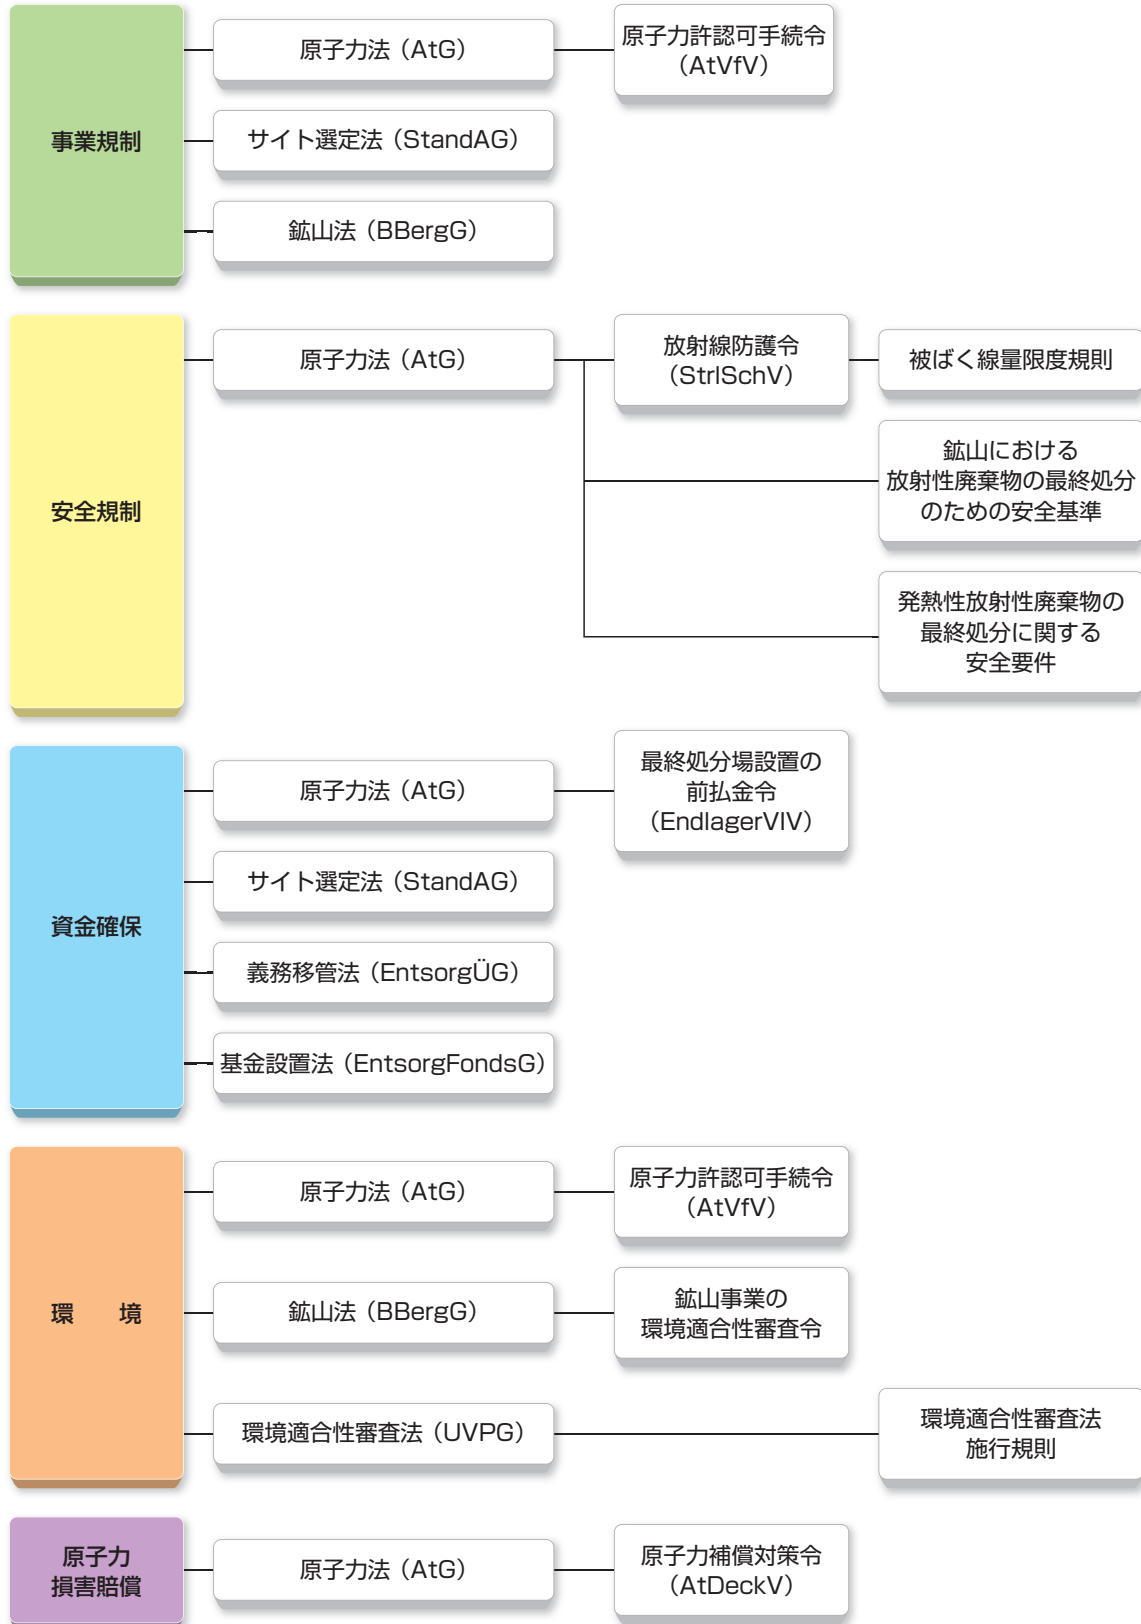 事業規制
原子力法（AtG）
原子力許認可手続令
（AtVfV）
サイト選定法（StandAG）
鉱山法（BBergG）
安全規制
原子力法（AtG）
放射線防護令
（StrlSchV）
被ばく線量限度規則
鉱山における
放射性廃棄物の最終処分
のための安全基準
発熱性放射性廃棄物の
最終処分に関する
安全要件
資金確保
原子力法（AtG）
最終処分場設置の
前払金令
（EndlagerVlV）
サイト選定法（StandAG）
義務移管法（EntsorgÜG）
基金設置法（EntsorgFondsG）
環　境
原子力法（AtG）
原子力許認可手続令
（AtVfV）
鉱山法（BBergG）
鉱山事業の
環境適合性審査令
環境適合性審査法（UVPG）
環境適合性審査法
施行規則
原子力
損害賠償
原子力法（AtG）
原子力補償対策令
（AtDeckV）